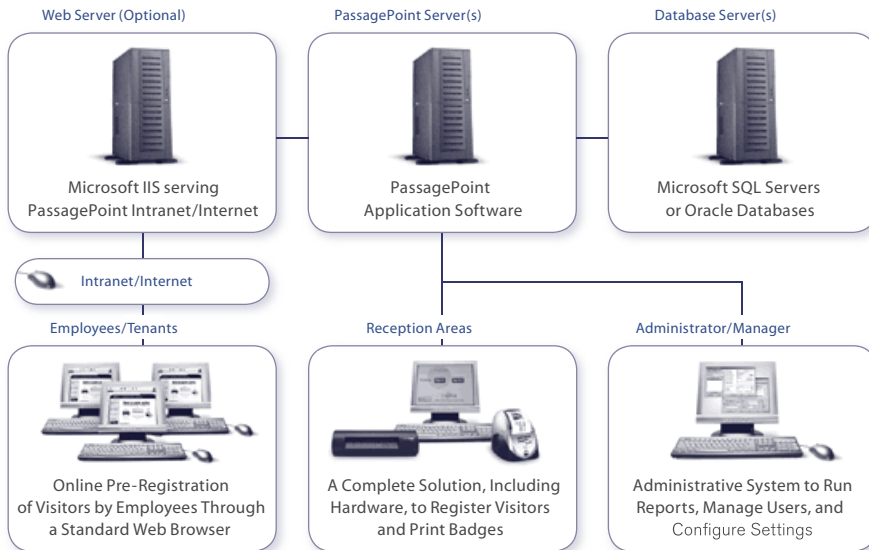 Web Server (Optional)
PassagePoint Server(s)
Database Server(s)
Microsoft IIS serving
PassagePoint Intranet/Internet
PassagePoint
Application Software
Microsoft SQL Servers
or Oracle Databases
Intranet/Internet
Employees/Tenants
Reception Areas
Administrator/Manager
Online Pre-Registration
of Visitors by Employees Through
a Standard Web Browser
A Complete Solution, Including
Hardware, to Register Visitors
and Print Badges
Administrative System to Run
Reports, Manage Users, and
Configure Settings